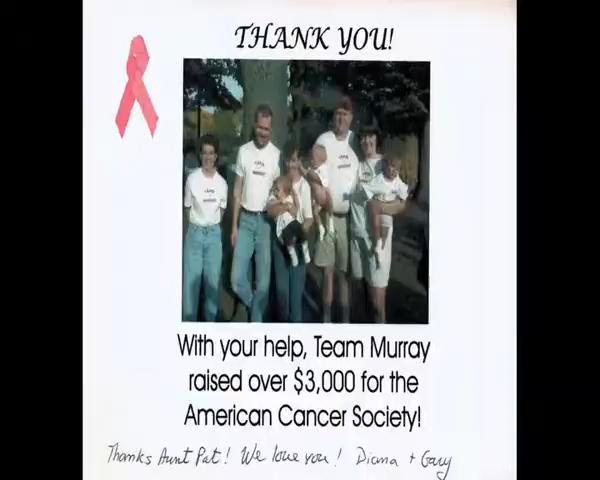 THANK YOU!
With your help, Team Murray
raised over $3,000 for the
American Cancer Society!
Thanks Aunt Pat! We love you! Diana + Gary